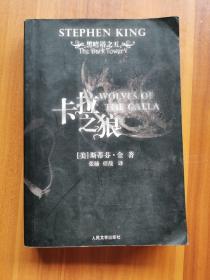 STEPHEN KING
黑暗塔之五
The Dark Tower V
卡拉之狼
WOLVES OF
THE CALLA
[美]斯蒂芬·金 著
译
人民文学出版社